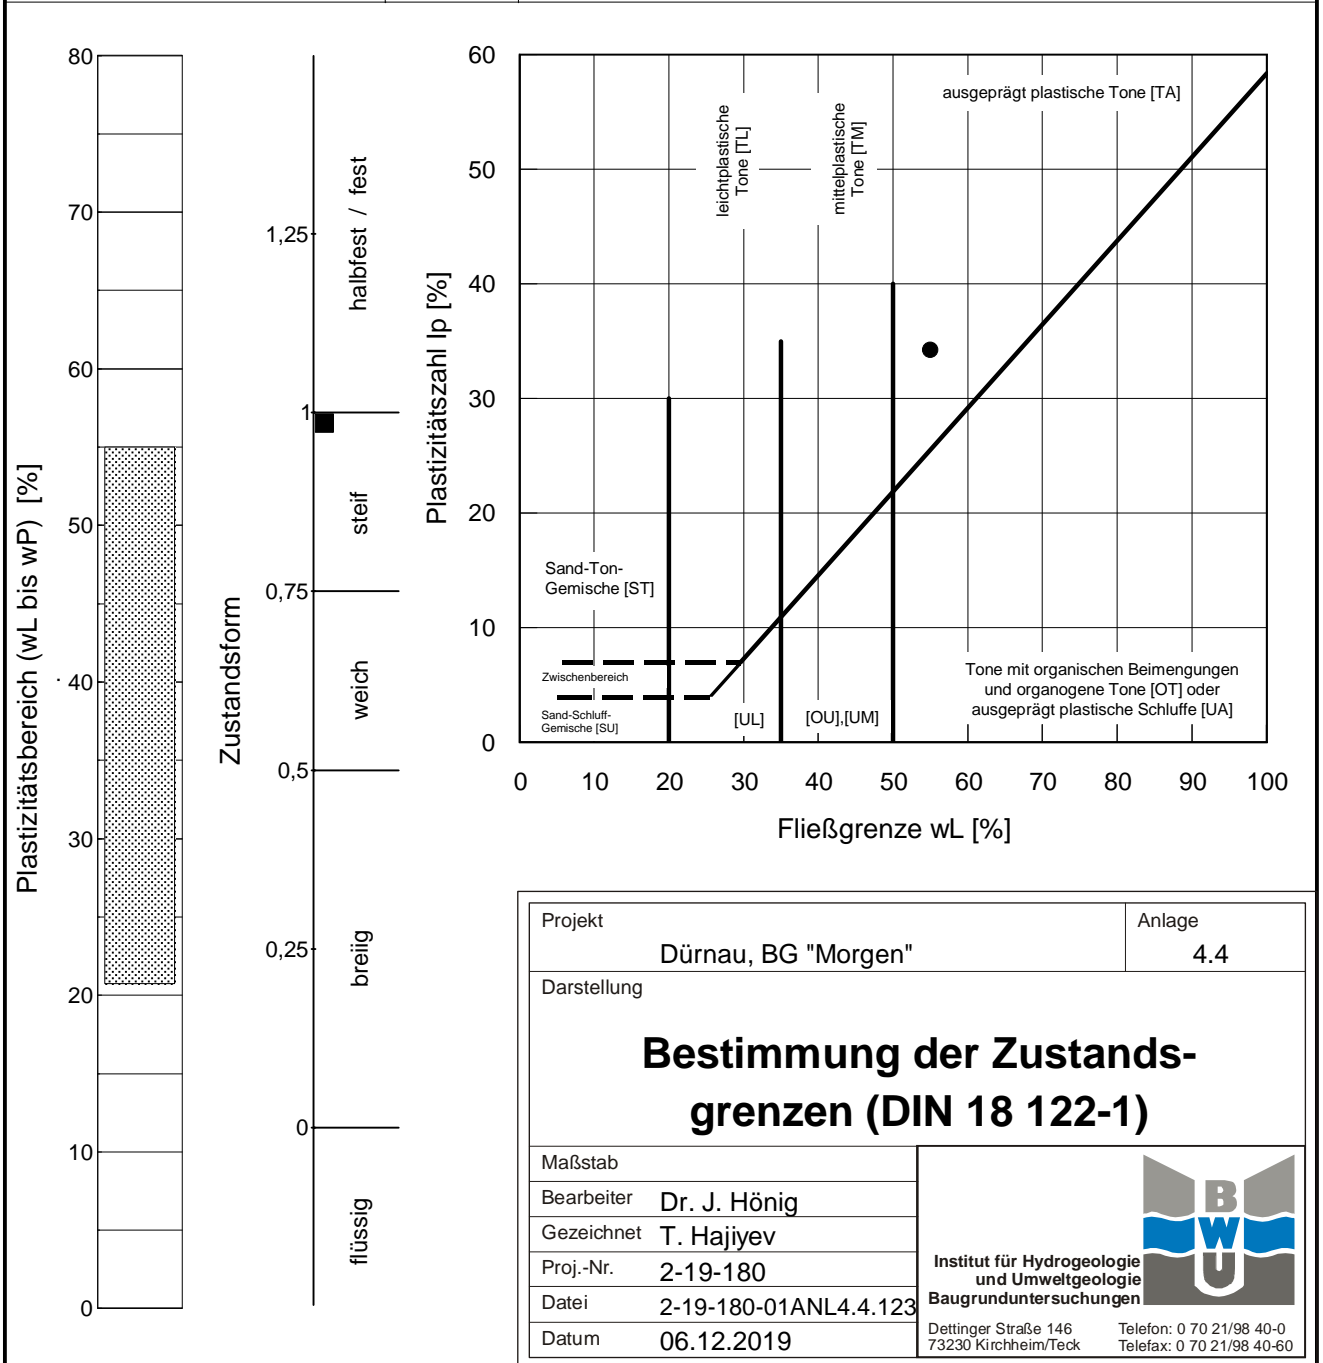 Plastizitätsbereich (wL bis wP) [%]
80
70
60
50
40
30
20
10
0
Zustandsform
1,25
1
0,75
0,5
0,25
0
halbfest / fest
steif
weich
breiig
flüssig
Plastizitätszahl Ip [%]
60
50
40
30
20
10
0
leichtplastische
Tone [TL]
mittelplastische
Tone [TM]
ausgeprägt plastische Tone [TA]
Sand-Ton-
Gemische [ST]
Zwischenbereich
Sand-Schluff-
Gemische [SU]
[UL]
[OU],[UM]
Tone mit organischen Beimengungen
und organogene Tone [OT] oder
ausgeprägt plastische Schluffe [UA]
0 10 20 30 40 50 60 70 80 90 100
Fließgrenze wL [%]
Projekt
Dürnau, BG "Morgen"
Anlage
4.4
Darstellung
Bestimmung der Zustands-
grenzen (DIN 18 122-1)
Maßstab
Bearbeiter Dr. J. Hönig
Gezeichnet T. Hajiyev
Proj.-Nr. 2-19-180
Datei 2-19-180-01ANL4.4.123
Datum 06.12.2019
BWU
Institut für Hydrogeologie
und Umweltgeologie
Baugrunduntersuchungen
Dettinger Straße 146 Telefon: 0 70 21/98 40-0
73230 Kirchheim/Teck Telefax: 0 70 21/98 40-60